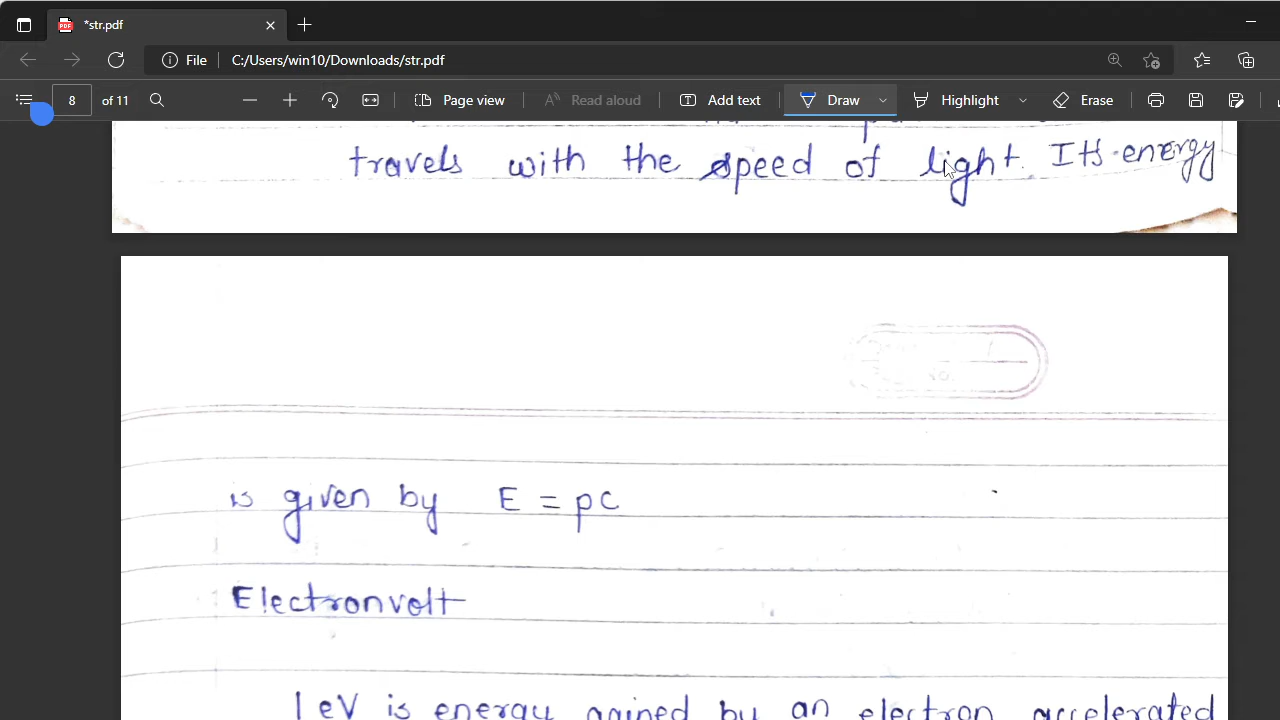 *str.pdf
File C:/Users/win10/Downloads/str.pdf
8 of 11 Page view Read aloud Add text Draw Highlight Erase
travels with the speed of light. Its energy
is given by E = pc
Electronvolt
1 eV is energy gained by an electron accelerated